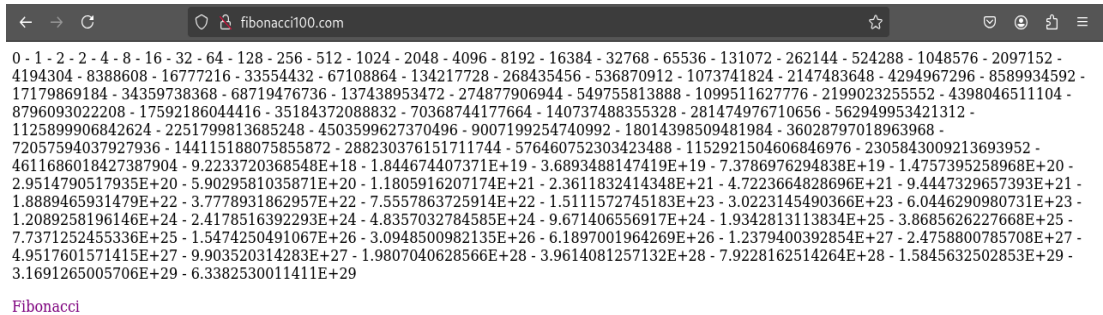 fibonacci100.com
0 - 1 - 2 - 2 - 4 - 8 - 16 - 32 - 64 - 128 - 256 - 512 - 1024 - 2048 - 4096 - 8192 - 16384 - 32768 - 65536 - 131072 - 262144 - 524288 - 1048576 - 2097152 -
4194304 - 8388608 - 16777216 - 33554432 - 67108864 - 134217728 - 268435456 - 536870912 - 1073741824 - 2147483648 - 4294967296 - 8589934592 -
17179869184 - 34359738368 - 68719476736 - 137438953472 - 274877906944 - 549755813888 - 1099511627776 - 2199023255552 - 4398046511104 -
8796093022208 - 17592186044416 - 35184372088832 - 70368744177664 - 140737488355328 - 281474976710656 - 562949953421312 -
1125899906842624 - 2251799813685248 - 4503599627370496 - 9007199254740992 - 18014398509481984 - 36028797018963968 -
72057594037927936 - 144115188075855872 - 288230376151711744 - 576460752303423488 - 1152921504606846976 - 2305843009213693952 -
4611686018427387904 - 9.2233720368548E+18 - 1.844674407371E+19 - 3.6893488147419E+19 - 7.3786976294838E+19 - 1.4757395258968E+20 -
2.9514790517935E+20 - 5.9029581035871E+20 - 1.1805916207174E+21 - 2.3611832414348E+21 - 4.7223664828696E+21 - 9.4447329657393E+21 -
1.8889465931479E+22 - 3.7778931862957E+22 - 7.5557863725914E+22 - 1.5111572745183E+23 - 3.0223145490366E+23 - 6.0446290980731E+23 -
1.2089258196146E+24 - 2.4178516392293E+24 - 4.8357032784585E+24 - 9.671406556917E+24 - 1.9342813113834E+25 - 3.8685626227668E+25 -
7.7371252455336E+25 - 1.5474250491067E+26 - 3.0948500982135E+26 - 6.1897001964269E+26 - 1.2379400392854E+27 - 2.4758800785708E+27 -
4.9517601571415E+27 - 9.903520314283E+27 - 1.9807040628566E+28 - 3.9614081257132E+28 - 7.9228162514264E+28 - 1.5845632502853E+29 -
3.1691265005706E+29 - 6.3382530011411E+29
Fibonacci